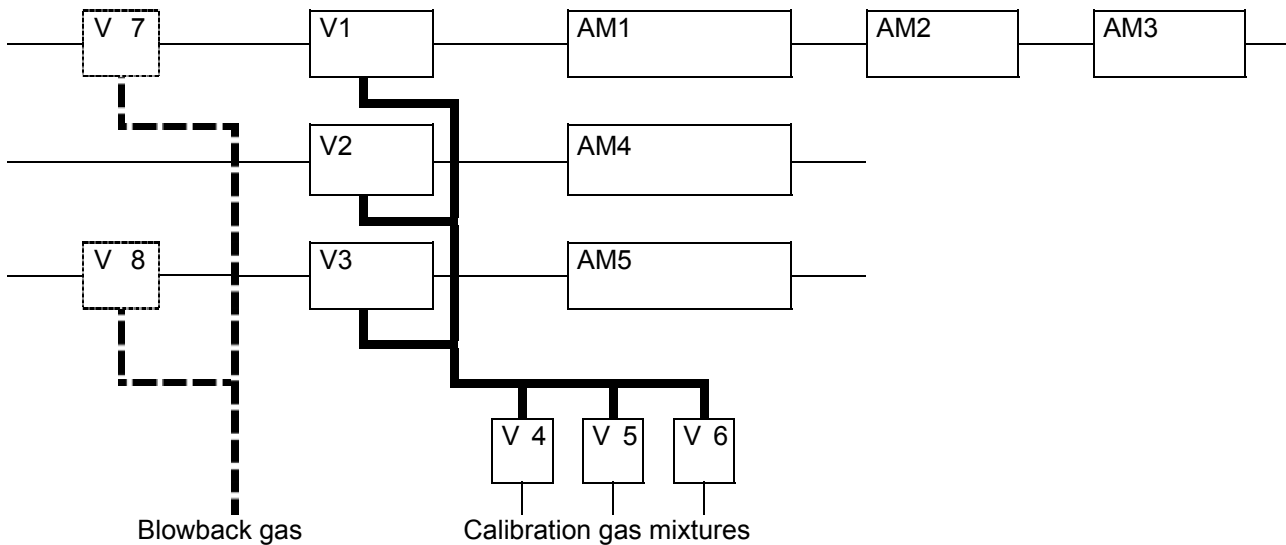 V 7 V1 AM1 AM2 AM3
V2 AM4
V 8 V3 AM5
V 4 V 5 V 6
Blowback gas Calibration gas mixtures